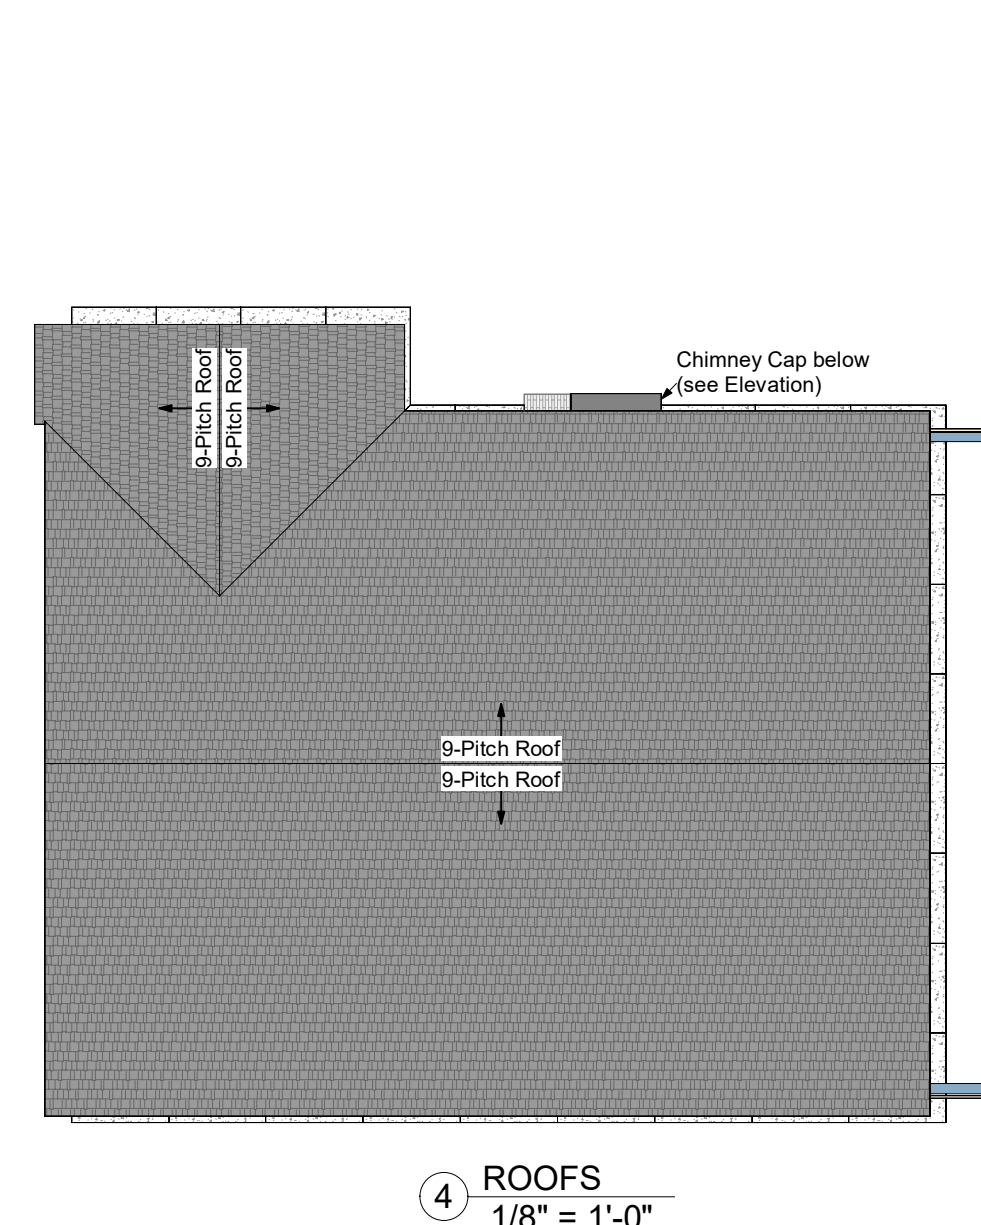 Chimney Cap below
(see Elevation)
9-Pitch Roof
9-Pitch Roof
9-Pitch Roof
9-Pitch Roof
4
ROOFS
1/8" = 1'-0"